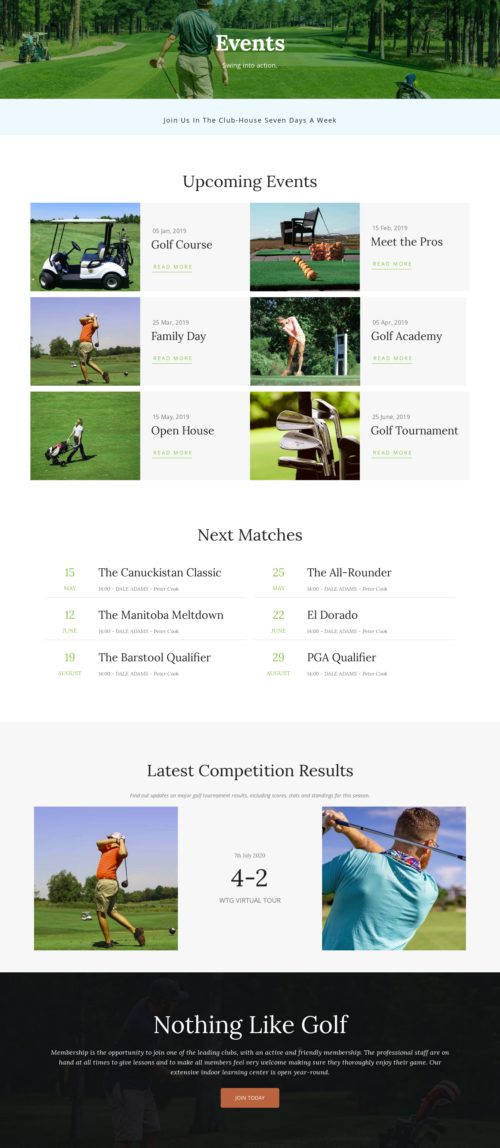 Events
Swing into action.
Join Us In The Club-House Seven Days A Week
Upcoming Events
05 Jan, 2019
Golf Course
READ MORE
15 Feb, 2019
Meet the Pros
READ MORE
25 Mar, 2019
Family Day
READ MORE
05 Apr, 2019
Golf Academy
READ MORE
15 May, 2019
Open House
READ MORE
25 June, 2019
Golf Tournament
READ MORE
Next Matches
15 The Canuckistan Classic
MAY 14:00 - DALE ADAMS - Peter Cook
25 The All-Rounder
JUNE 14:00 - DALE ADAMS - Peter Cook
12 The Manitoba Meltdown
JUNE 14:00 - DALE ADAMS - Peter Cook
22 El Dorado
JUNE 14:00 - DALE ADAMS - Peter Cook
19 The Barstool Qualifier
AUGUST 14:00 - DALE ADAMS - Peter Cook
29 PGA Qualifier
AUGUST 14:00 - DALE ADAMS - Peter Cook
Latest Competition Results
Find out updates on major golf tournament results, including scores, stats and standings for this season.
7th July 2020
4-2
WTG VIRTUAL TOUR
Nothing Like Golf
Membership is the opportunity to join one of the leading clubs, with an active and friendly membership. The professional staff are on
hand at all times to give lessons and to make all members feel very welcome making sure they thoroughly enjoy their game. Our
extensive indoor learning center is open year-round.
JOIN TODAY